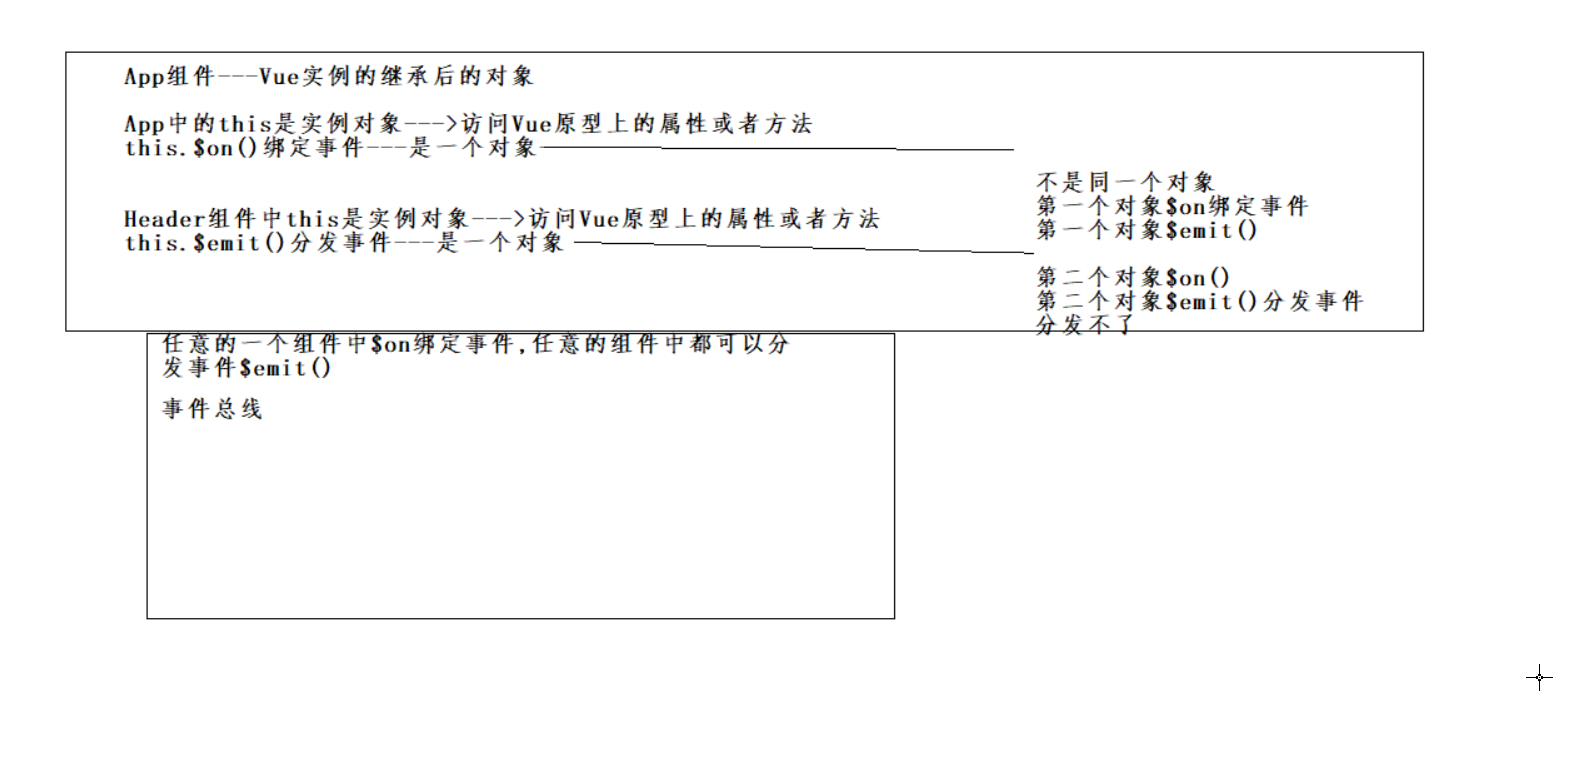 App组件---Vue实例的继承后的对象
App中的this是实例对象--->访问Vue原型上的属性或者方法
this.$on()绑定事件---是一个对象
Header组件中this是实例对象--->访问Vue原型上的属性或者方法
this.$emit()分发事件---是一个对象
不是同一个对象
第一个对象$on绑定事件
第一个对象$emit()
第二个对象$on()
第二个对象$emit()分发事件
分发不了
任意的一个组件中$on绑定事件,任意的组件中都可以分
发事件$emit()
事件总线